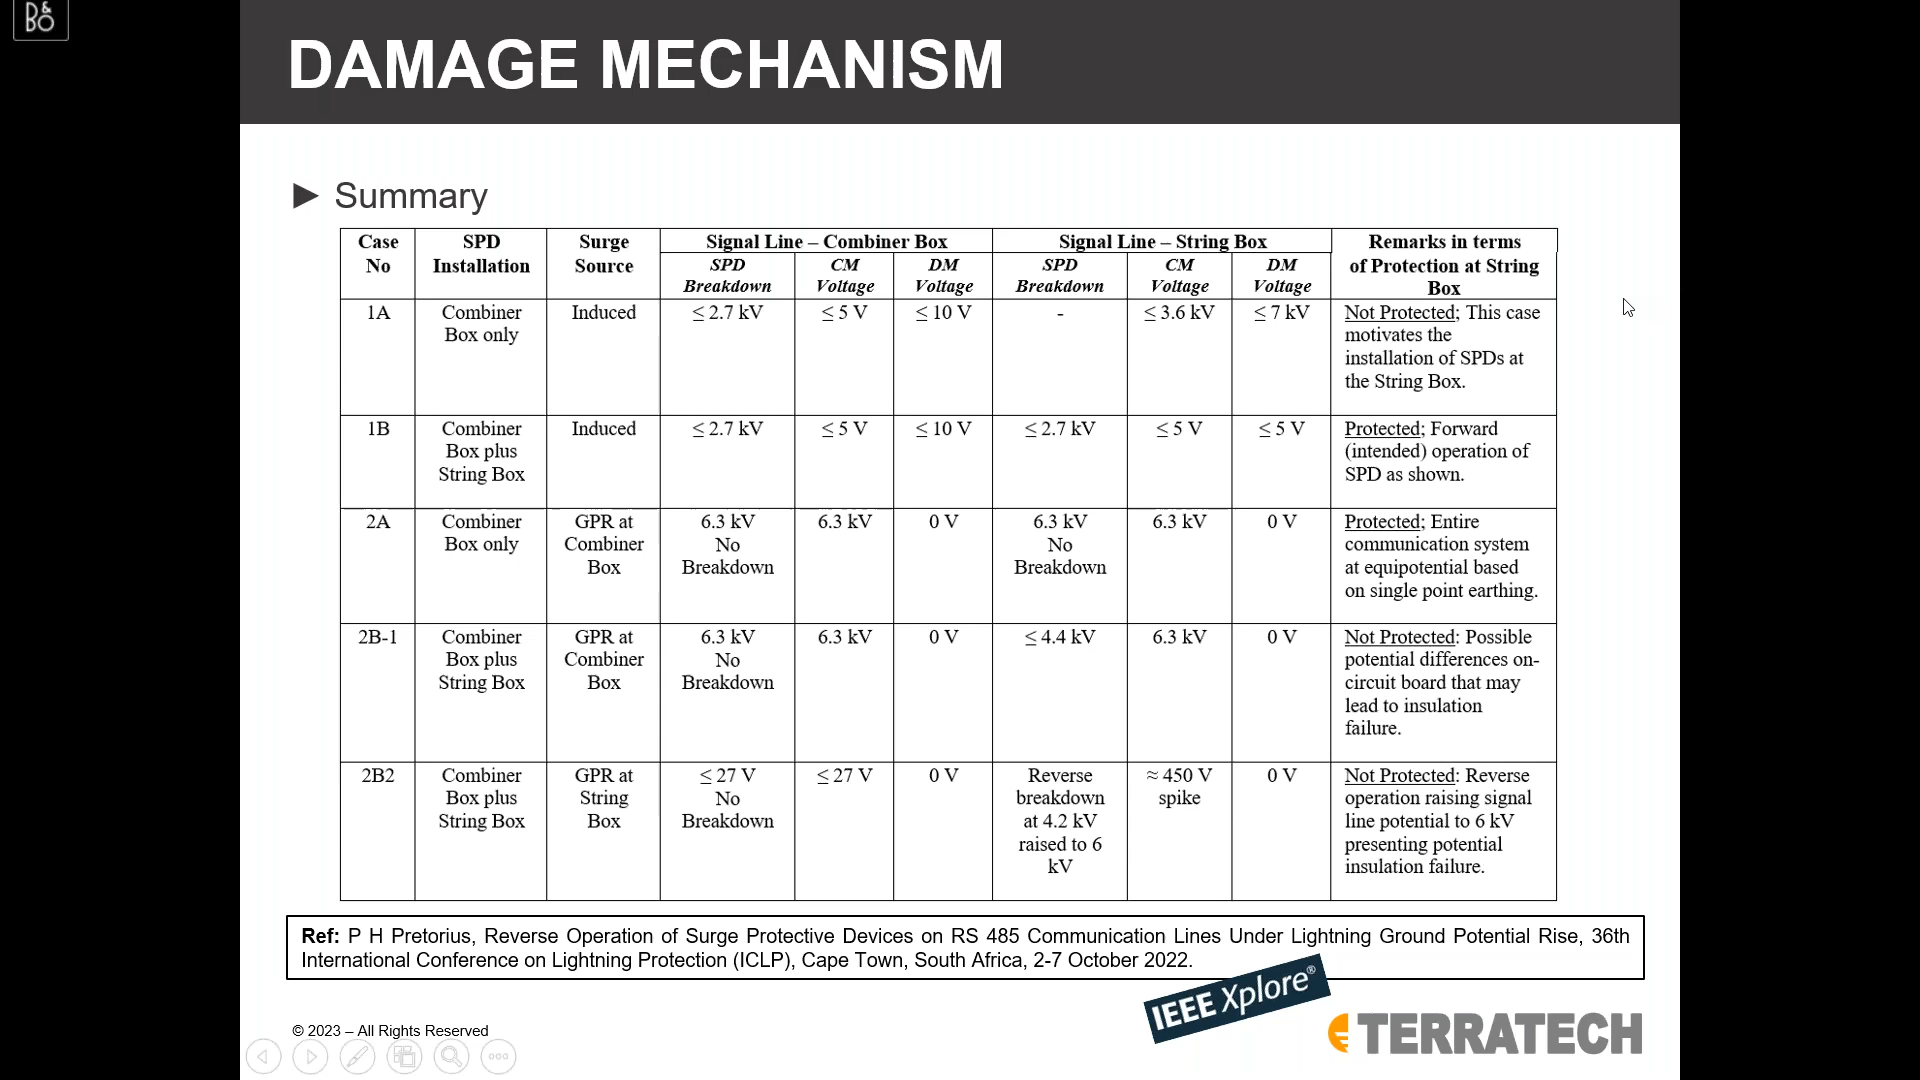 B&O
DAMAGE MECHANISM
► Summary
Case No | SPD Installation | Surge Source | Signal Line – Combiner Box | Signal Line – String Box | Remarks in terms of Protection at String Box
SPD Breakdown | CM Voltage | DM Voltage | SPD Breakdown | CM Voltage | DM Voltage
1A | Combiner Box only | Induced | ≤ 2.7 kV | ≤ 5 V | ≤ 10 V | - | ≤ 3.6 kV | ≤ 7 kV | Not Protected; This case motivates the installation of SPDs at the String Box.
1B | Combiner Box plus String Box | Induced | ≤ 2.7 kV | ≤ 5 V | ≤ 10 V | ≤ 2.7 kV | ≤ 5 V | ≤ 5 V | Protected; Forward (intended) operation of SPD as shown.
2A | Combiner Box only | GPR at Combiner Box | 6.3 kV No Breakdown | 6.3 kV | 0 V | 6.3 kV No Breakdown | 6.3 kV | 0 V | Protected; Entire communication system at equipotential based on single point earthing.
2B-1 | Combiner Box plus String Box | GPR at Combiner Box | 6.3 kV No Breakdown | 6.3 kV | 0 V | ≤ 4.4 kV | 6.3 kV | 0 V | Not Protected: Possible potential differences on-circuit board that may lead to insulation failure.
2B2 | Combiner Box plus String Box | GPR at String Box | ≤ 27 V No Breakdown | ≤ 27 V | 0 V | Reverse breakdown at 4.2 kV raised to 6 kV | ≈ 450 V spike | 0 V | Not Protected: Reverse operation raising signal line potential to 6 kV presenting potential insulation failure.
Ref: P H Pretorius, Reverse Operation of Surge Protective Devices on RS 485 Communication Lines Under Lightning Ground Potential Rise, 36th
International Conference on Lightning Protection (ICLP), Cape Town, South Africa, 2-7 October 2022.
IEEE Xplore®
© 2023 – All Rights Reserved
TERRATECH